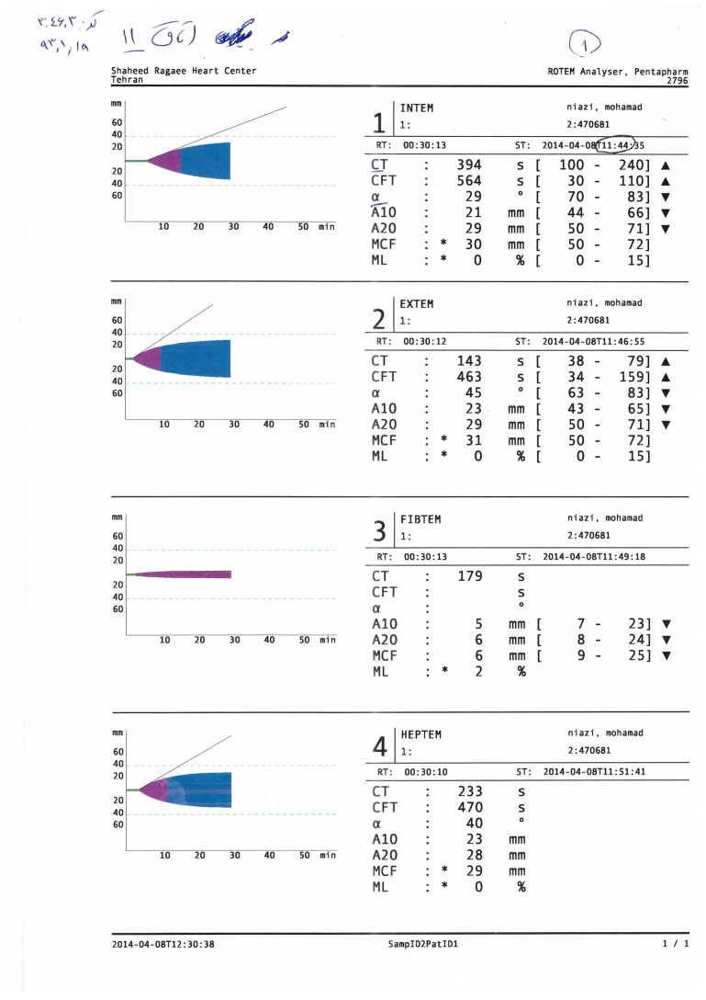 ۹۳,۱,۱۹
11
1
Shaheed Ragaee Heart Center
Tehran
ROTEM Analyser, Pentapharm
2796
mm
60
40
20
20
40
60
10 20 30 40 50 min
1
INTEM niazi, mohamad
1: 2:470681
RT: 00:30:13 ST: 2014-04-08T11:44:35
CT : 394 s [ 100 - 240] ▲
CFT : 564 s [ 30 - 110] ▲
α : 29 ° [ 70 - 83] ▼
A10 : 21 mm [ 44 - 66] ▼
A20 : 29 mm [ 50 - 71] ▼
MCF : * 30 mm [ 50 - 72]
ML : * 0 % [ 0 - 15]
mm
60
40
20
20
40
60
10 20 30 40 50 min
2
EXTEM niazi, mohamad
1: 2:470681
RT: 00:30:12 ST: 2014-04-08T11:46:55
CT : 143 s [ 38 - 79] ▲
CFT : 463 s [ 34 - 159] ▲
α : 45 ° [ 63 - 83] ▼
A10 : 23 mm [ 43 - 65] ▼
A20 : 29 mm [ 50 - 71] ▼
MCF : * 31 mm [ 50 - 72]
ML : * 0 % [ 0 - 15]
mm
60
40
20
20
40
60
10 20 30 40 50 min
3
FIBTEM niazi, mohamad
1: 2:470681
RT: 00:30:13 ST: 2014-04-08T11:49:18
CT : 179 s
CFT : s
α : °
A10 : 5 mm [ 7 - 23] ▼
A20 : 6 mm [ 8 - 24] ▼
MCF : 6 mm [ 9 - 25] ▼
ML : * 2 %
mm
60
40
20
20
40
60
10 20 30 40 50 min
4
HEPTEM niazi, mohamad
1: 2:470681
RT: 00:30:10 ST: 2014-04-08T11:51:41
CT : 233 s
CFT : 470 s
α : 40 °
A10 : 23 mm
A20 : 28 mm
MCF : * 29 mm
ML : * 0 %
2014-04-08T12:30:38 SampID2PatID1 1 / 1